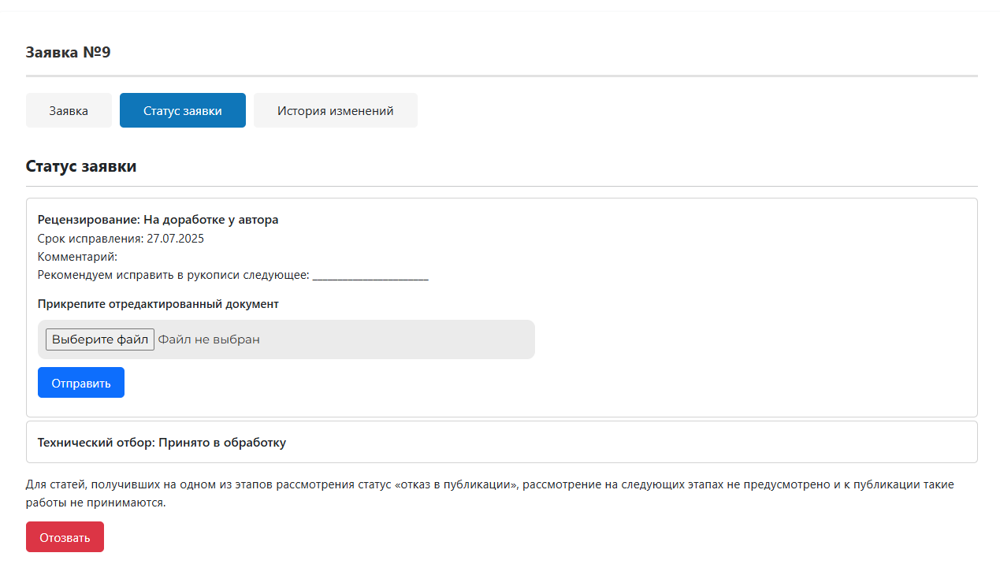 Заявка №9
Заявка
Статус заявки
История изменений
Статус заявки
Рецензирование: На доработке у автора
Срок исправления: 27.07.2025
Комментарий:
Рекомендуем исправить в рукописи следующее: _______________________
Прикрепите отредактированный документ
Выберите файл Файл не выбран
Отправить
Технический отбор: Принято в обработку
Для статей, получивших на одном из этапов рассмотрения статус «отказ в публикации», рассмотрение на следующих этапах не предусмотрено и к публикации такие
работы не принимаются.
Отозвать